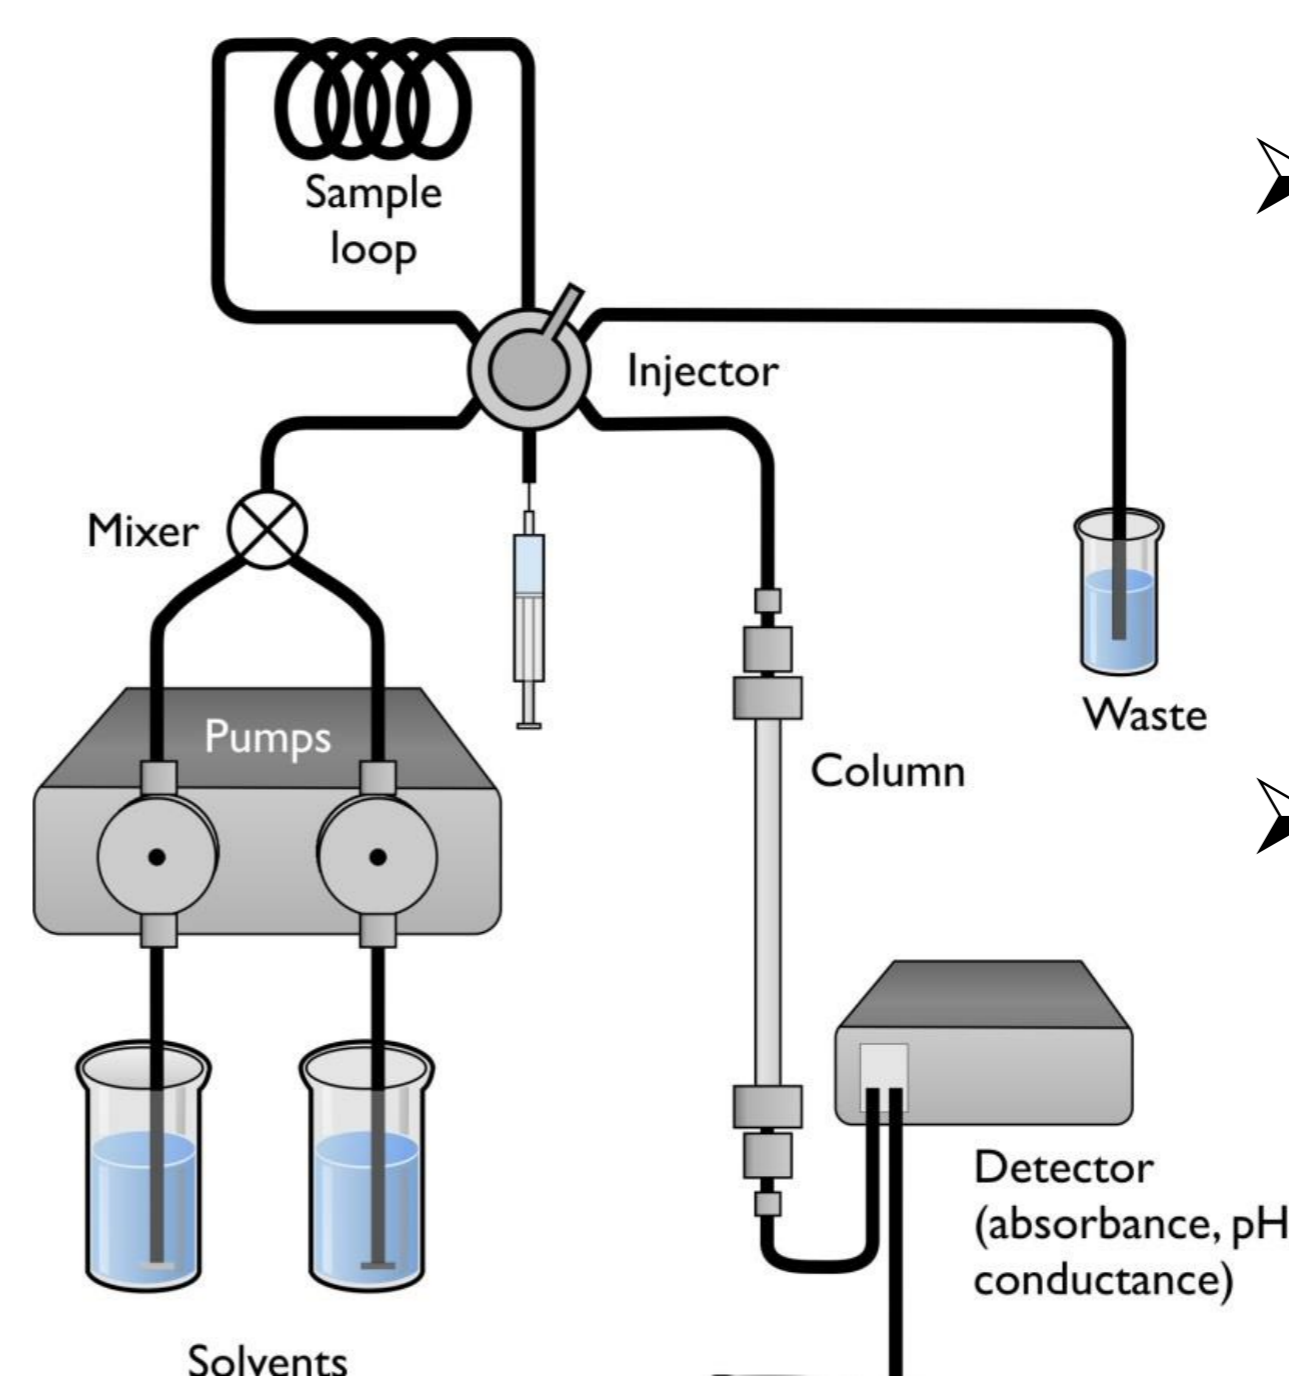 Sample
loop
Injector
Mixer
Pumps
Waste
Column
Detector
(absorbance, pH
conductance)
Solvents